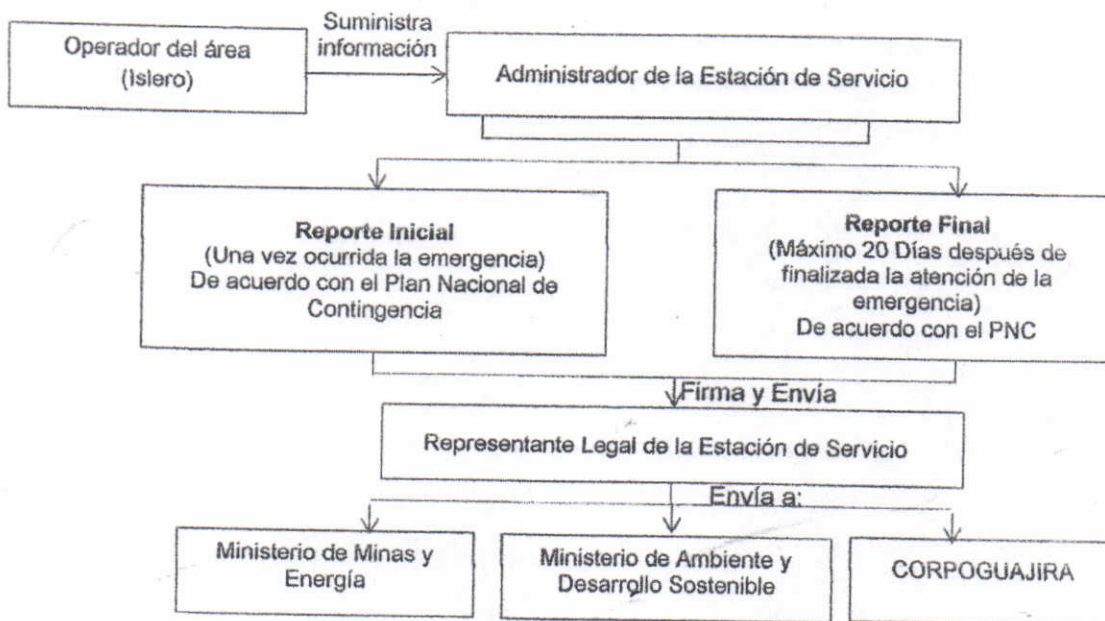 Suministra
información
Operador del área
(Islero)
Administrador de la Estación de Servicio
Reporte Inicial
(Una vez ocurrida la emergencia)
De acuerdo con el Plan Nacional de
Contingencia
Reporte Final
(Máximo 20 Días después de
finalizada la atención de la
emergencia)
De acuerdo con el PNC
Firma y Envía
Representante Legal de la Estación de Servicio
Envía a:
Ministerio de Minas y
Energía
Ministerio de Ambiente y
Desarrollo Sostenible
CORPOGUAJIRA